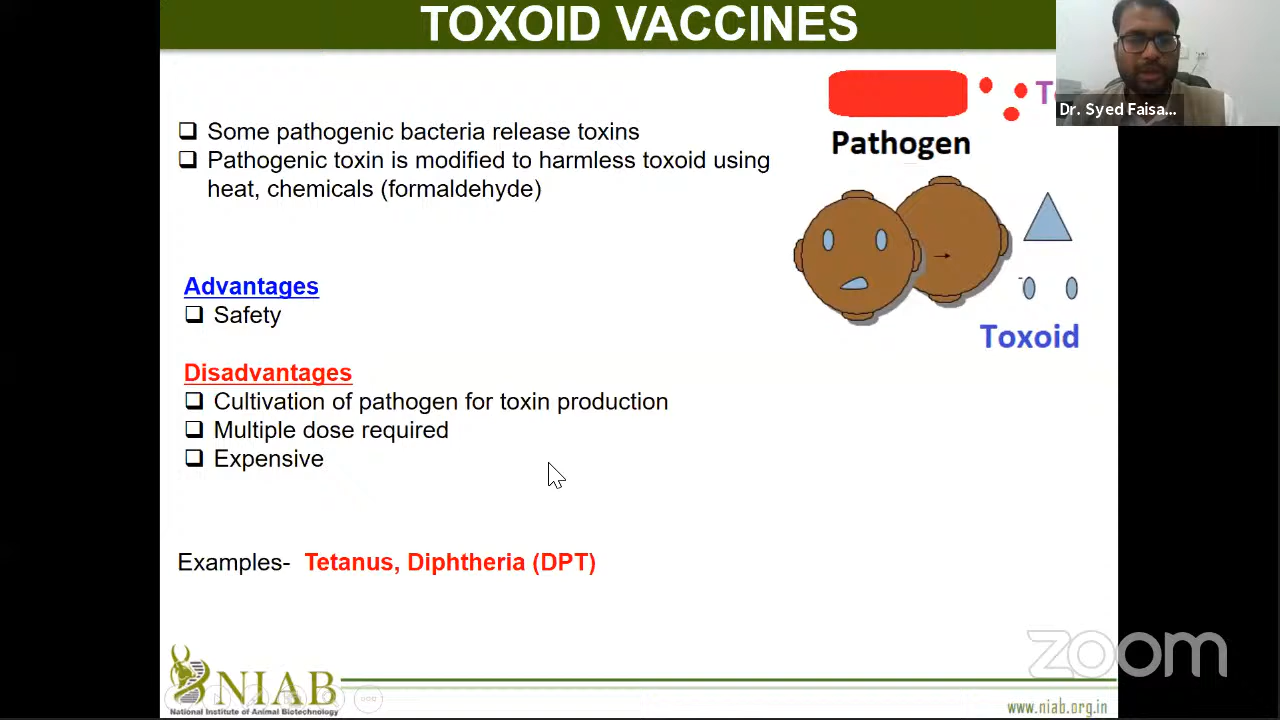 TOXOID VACCINES
Dr. Syed Faisa...
Pathogen
Some pathogenic bacteria release toxins
Pathogenic toxin is modified to harmless toxoid using
heat, chemicals (formaldehyde)
Toxoid
Advantages
Safety
Disadvantages
Cultivation of pathogen for toxin production
Multiple dose required
Expensive
Examples- Tetanus, Diphtheria (DPT)
zoom
NIAB
National Institute of Animal Biotechnology
www.niab.org.in